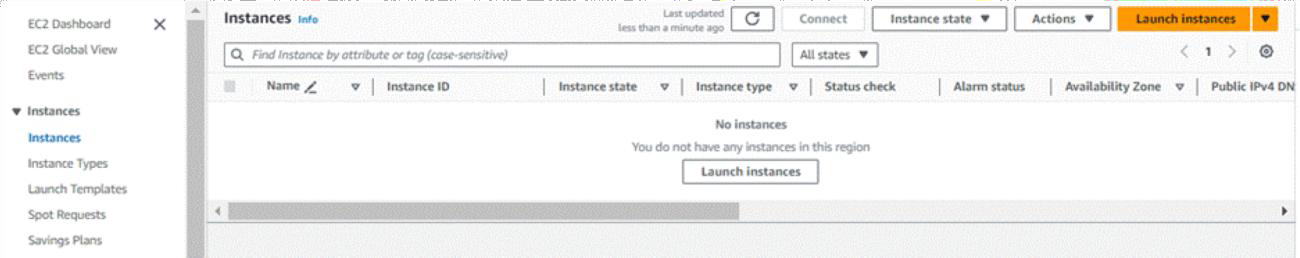 EC2 Dashboard
EC2 Global View
Events
Instances
Instances
Instance Types
Launch Templates
Spot Requests
Savings Plans
Instances Info
Last updated
less than a minute ago
Connect
Instance state
Actions
Launch instances
Find Instance by attribute or tag (case-sensitive)
All states
1
Name Instance ID Instance state Instance type Status check Alarm status Availability Zone Public IPv4 DN
No instances
You do not have any instances in this region
Launch instances